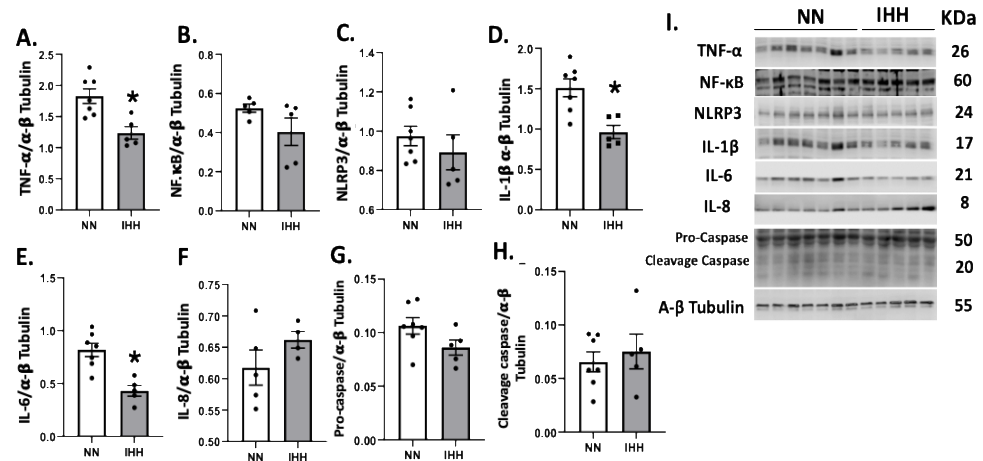 A.
TNF-α/α-β Tubulin
2.5
2.0
1.5
1.0
0.5
0.0
*
NN IHH
B.
NF.κB/α-β Tubulin
0.8
0.6
0.4
0.2
0.0
NN IHH
C.
NLRP3/α-β Tubulin
1.4
1.2
1.0
0.8
0.6
NN IHH
D.
IL-1β α-β Tubulin
2.0
1.5
1.0
0.5
0.0
*
NN IHH
I.
NN IHH KDa
TNF-α 26
NF-κB 60
NLRP3 24
IL-1β 17
IL-6 21
IL-8 8
Pro-Caspase 50
Cleavage Caspase 20
A-β Tubulin 55
E.
IL-6/α-β Tubulin
1.5
1.0
0.5
0.0
*
NN IHH
F
IL-8/α-β Tubulin
0.75
0.70
0.65
0.60
0.55
0.50
NN IHH
G.
Pro-caspase/α-β Tubulin
0.15
0.10
0.05
0.00
NN IHH
H.
Cleavage caspase/α-β
Tubulin
0.15
0.10
0.05
0.00
NN IHH